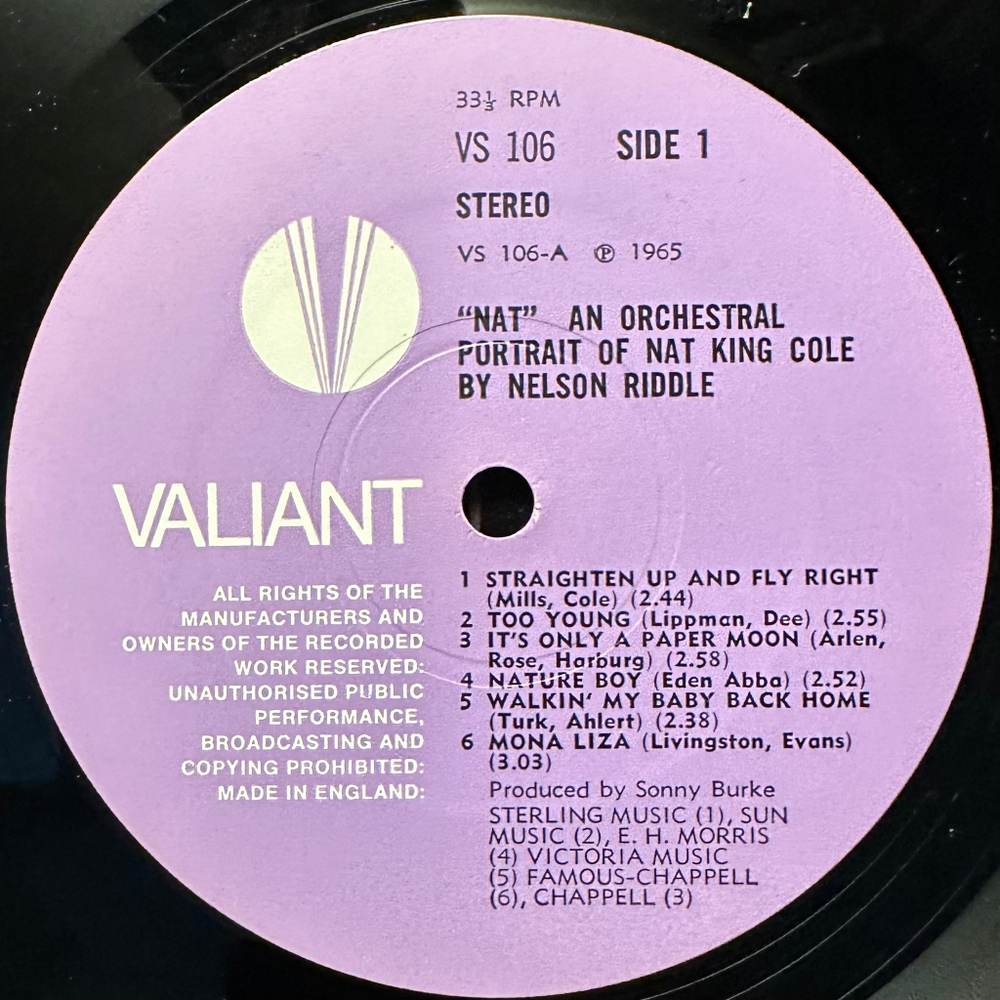 33⅓ RPM
VS 106 SIDE 1
STEREO
VS 106-A ℗ 1965
“NAT” AN ORCHESTRAL
PORTRAIT OF NAT KING COLE
BY NELSON RIDDLE
VALIANT
ALL RIGHTS OF THE
MANUFACTURERS AND
OWNERS OF THE RECORDED
WORK RESERVED:
UNAUTHORISED PUBLIC
PERFORMANCE,
BROADCASTING AND
COPYING PROHIBITED:
MADE IN ENGLAND:
1 STRAIGHTEN UP AND FLY RIGHT
(Mills, Cole) (2.44)
2 TOO YOUNG (Lippman, Dee) (2.55)
3 IT'S ONLY A PAPER MOON (Arlen,
Rose, Harburg) (2.58)
4 NATURE BOY (Eden Abba) (2.52)
5 WALKIN' MY BABY BACK HOME
(Turk, Ahlert) (2.38)
6 MONA LIZA (Livingston, Evans)
(3.03)
Produced by Sonny Burke
STERLING MUSIC (1), SUN
MUSIC (2), E. H. MORRIS
(4) VICTORIA MUSIC
(5) FAMOUS-CHAPPELL
(6), CHAPPELL (3)